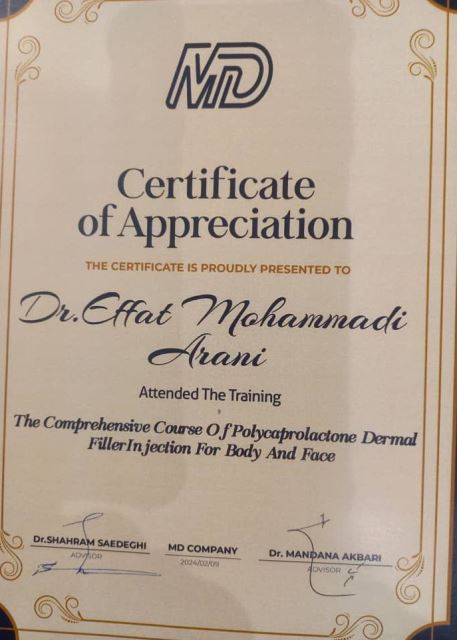 MD
Certificate
of Appreciation
THE CERTIFICATE IS PROUDLY PRESENTED TO
Dr.Effat Mohammadi
Arani
Attended The Training
The Comprehensive Course Of Polycaprolactone Dermal
Filler Injection For Body And Face
Dr.SHAHRAM SAEDEGHI
ADVISOR
MD COMPANY
2024/02/09
Dr. MANDANA AKBARI
ADVISOR